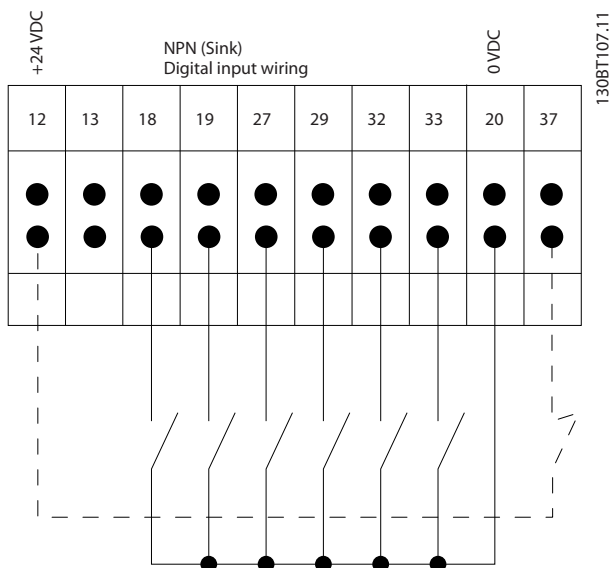 +24 VDC
NPN (Sink)
Digital input wiring
0 VDC
130BT107.11
12 13 18 19 27 29 32 33 20 37